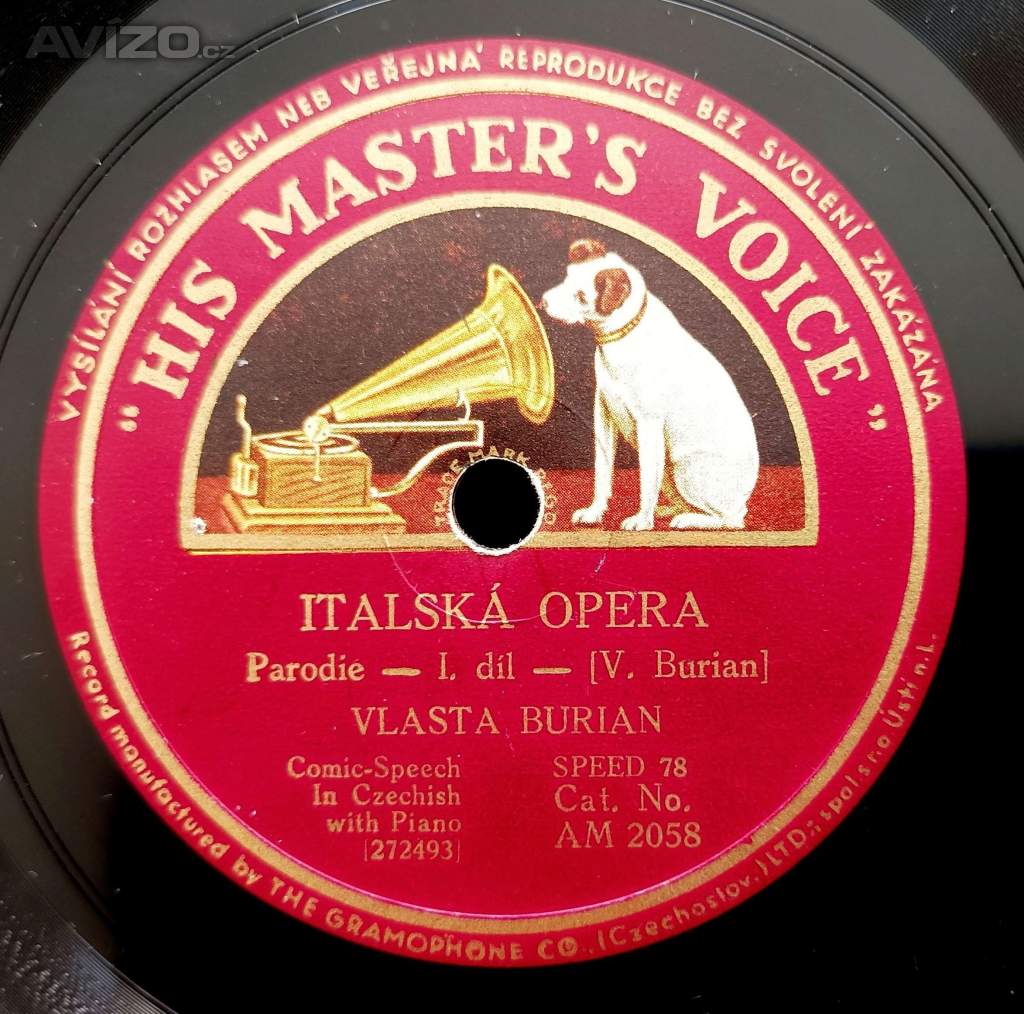 AVÍZO.cz
VYSÍLÁNÍ ROZHLASEM NEB VEŘEJNÁ REPRODUKCE BEZ SVOLENÍ ZAKÁZÁNA
"HIS MASTER'S VOICE"
TRADE MARK REGD
ITALSKÁ OPERA
Parodie — I. díl — [V. Burian]
VLASTA BURIAN
Comic-Speech
In Czechish
with Piano
[272493]
SPEED 78
Cat. No.
AM 2058
Record manufactured by THE GRAMOPHONE CO. (Czechoslov.) LTD.: spol. s r. o. Ústí n. L.